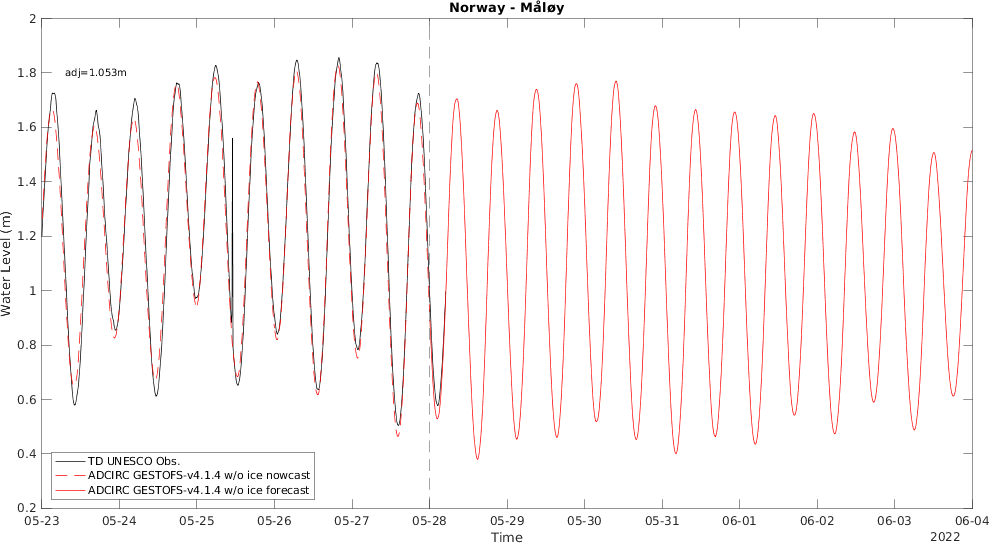 Norway - Måløy
2
1.8
1.6
1.4
1.2
1
0.8
0.6
0.4
0.2
Water Level (m)
adj=1.053m
TD UNESCO Obs.
ADCIRC GESTOFS-v4.1.4 w/o ice nowcast
ADCIRC GESTOFS-v4.1.4 w/o ice forecast
05-23 05-24 05-25 05-26 05-27 05-28 05-29 05-30 05-31 06-01 06-02 06-03 06-04
Time
2022